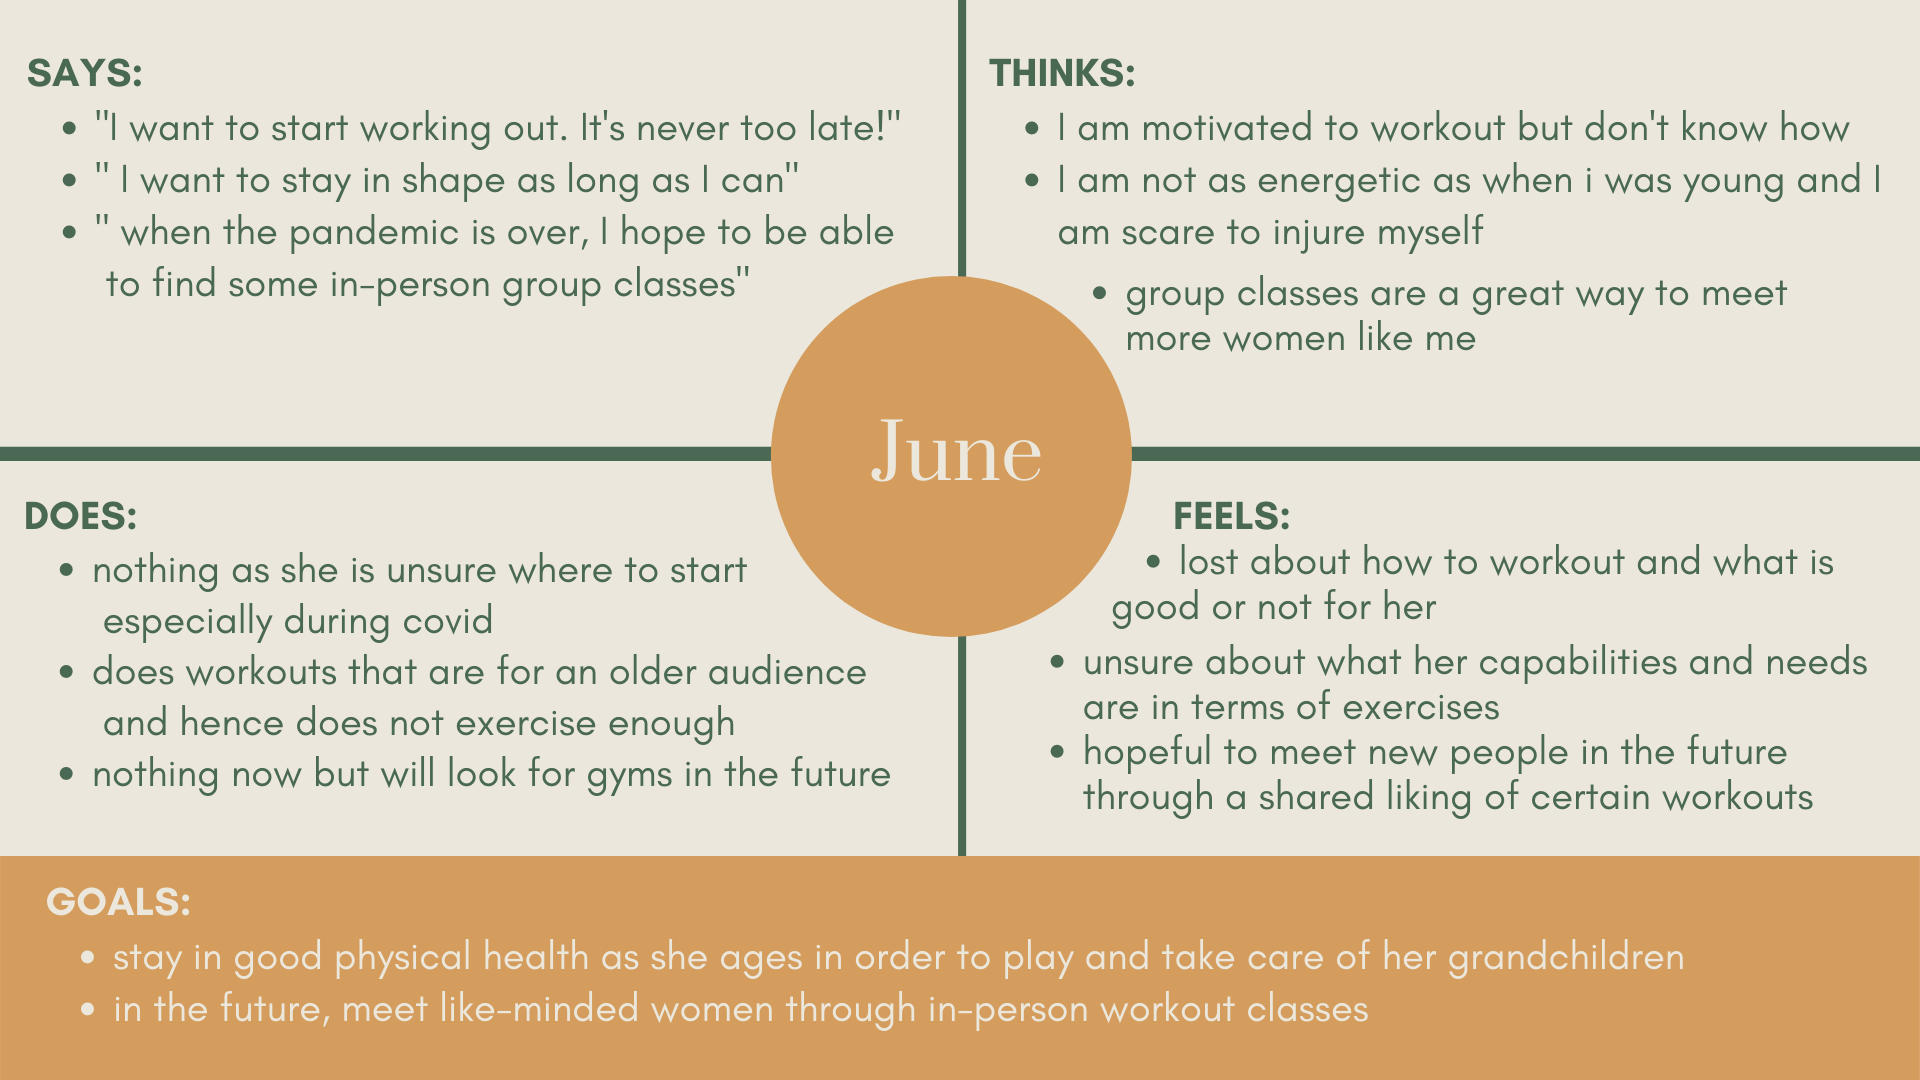 SAYS:
• "I want to start working out. It's never too late!"
• " I want to stay in shape as long as I can"
• " when the pandemic is over, I hope to be able
to find some in-person group classes"
THINKS:
• I am motivated to workout but don't know how
• I am not as energetic as when i was young and I
am scare to injure myself
• group classes are a great way to meet
more women like me
June
DOES:
• nothing as she is unsure where to start
especially during covid
• does workouts that are for an older audience
and hence does not exercise enough
• nothing now but will look for gyms in the future
FEELS:
• lost about how to workout and what is
good or not for her
• unsure about what her capabilities and needs
are in terms of exercises
• hopeful to meet new people in the future
through a shared liking of certain workouts
GOALS:
• stay in good physical health as she ages in order to play and take care of her grandchildren
• in the future, meet like-minded women through in-person workout classes